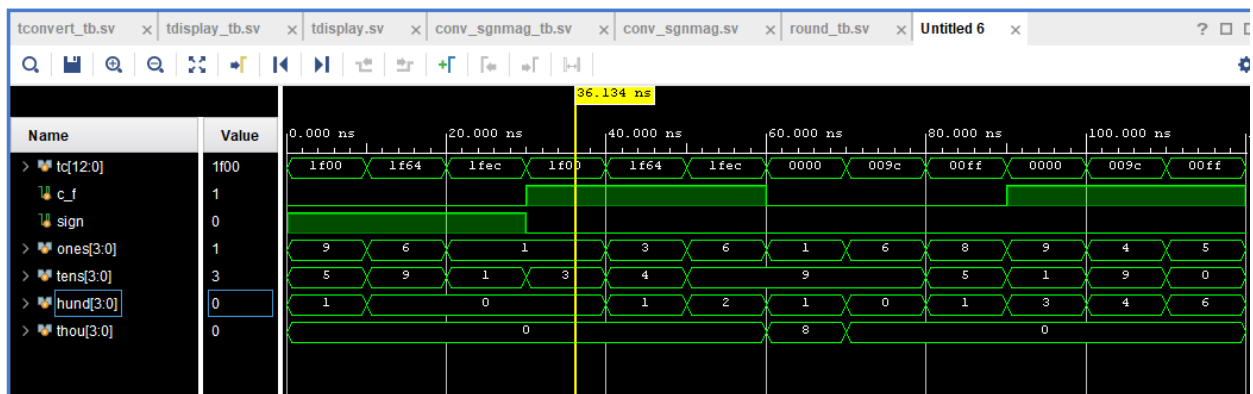 tconvert_tb.sv × tdisplay_tb.sv × tdisplay.sv × conv_sgnmag_tb.sv × conv_sgnmag.sv × round_tb.sv × Untitled 6 × ?
36.134 ns
Name Value 0.000 ns 20.000 ns 40.000 ns 60.000 ns 80.000 ns 100.000 ns
tc[12:0] 1f00 1f00 1f64 1fec 1f00 1f64 1fec 0000 009c 00ff 0000 009c 00ff
c_f 1
sign 0
ones[3:0] 1 9 6 1 3 6 1 6 8 9 4 5
tens[3:0] 3 5 9 1 3 4 9 5 1 9 0
hund[3:0] 0 1 0 1 2 1 0 1 3 4 6
thou[3:0] 0 0 8 0